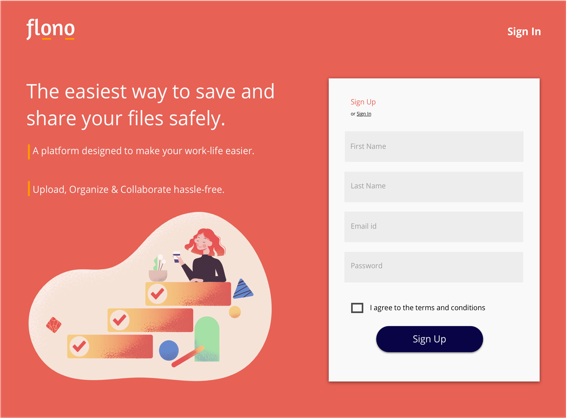 flono
Sign In
The easiest way to save and
share your files safely.
A platform designed to make your work-life easier.
Upload, Organize & Collaborate hassle-free.
Sign Up
or Sign In
First Name
Last Name
Email id
Password
I agree to the terms and conditions
Sign Up